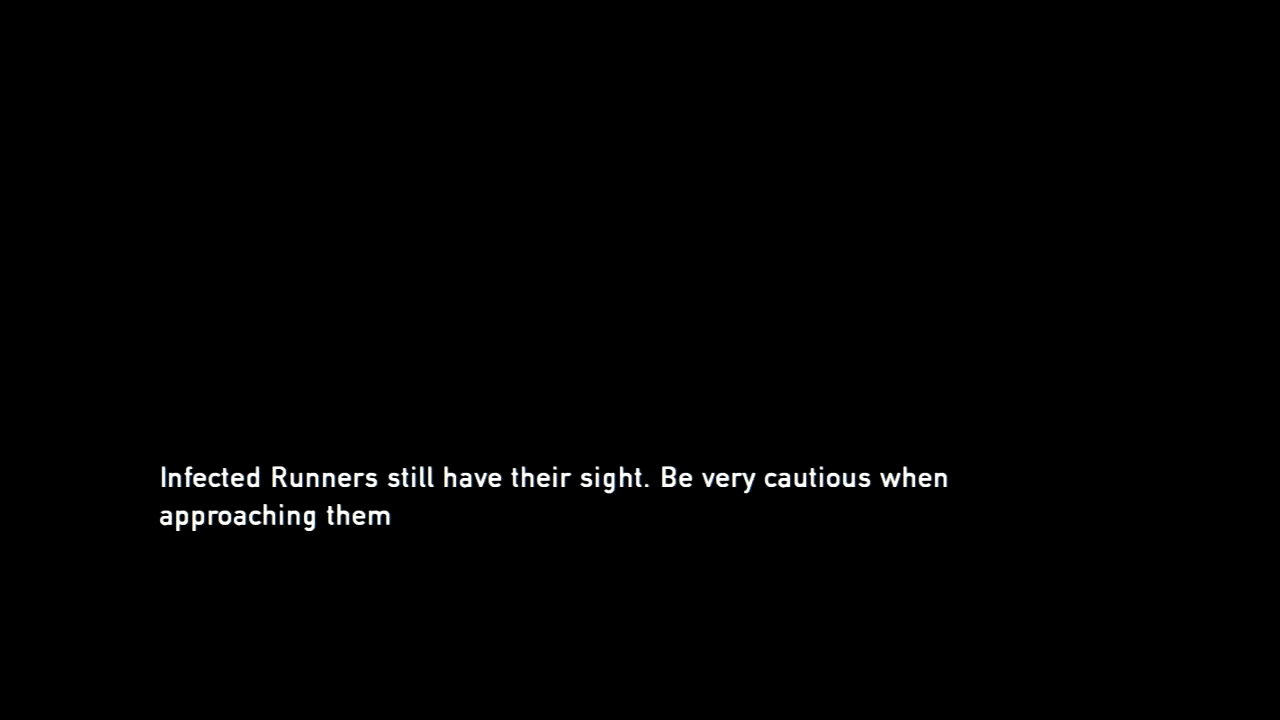 Infected Runners still have their sight. Be very cautious when
approaching them